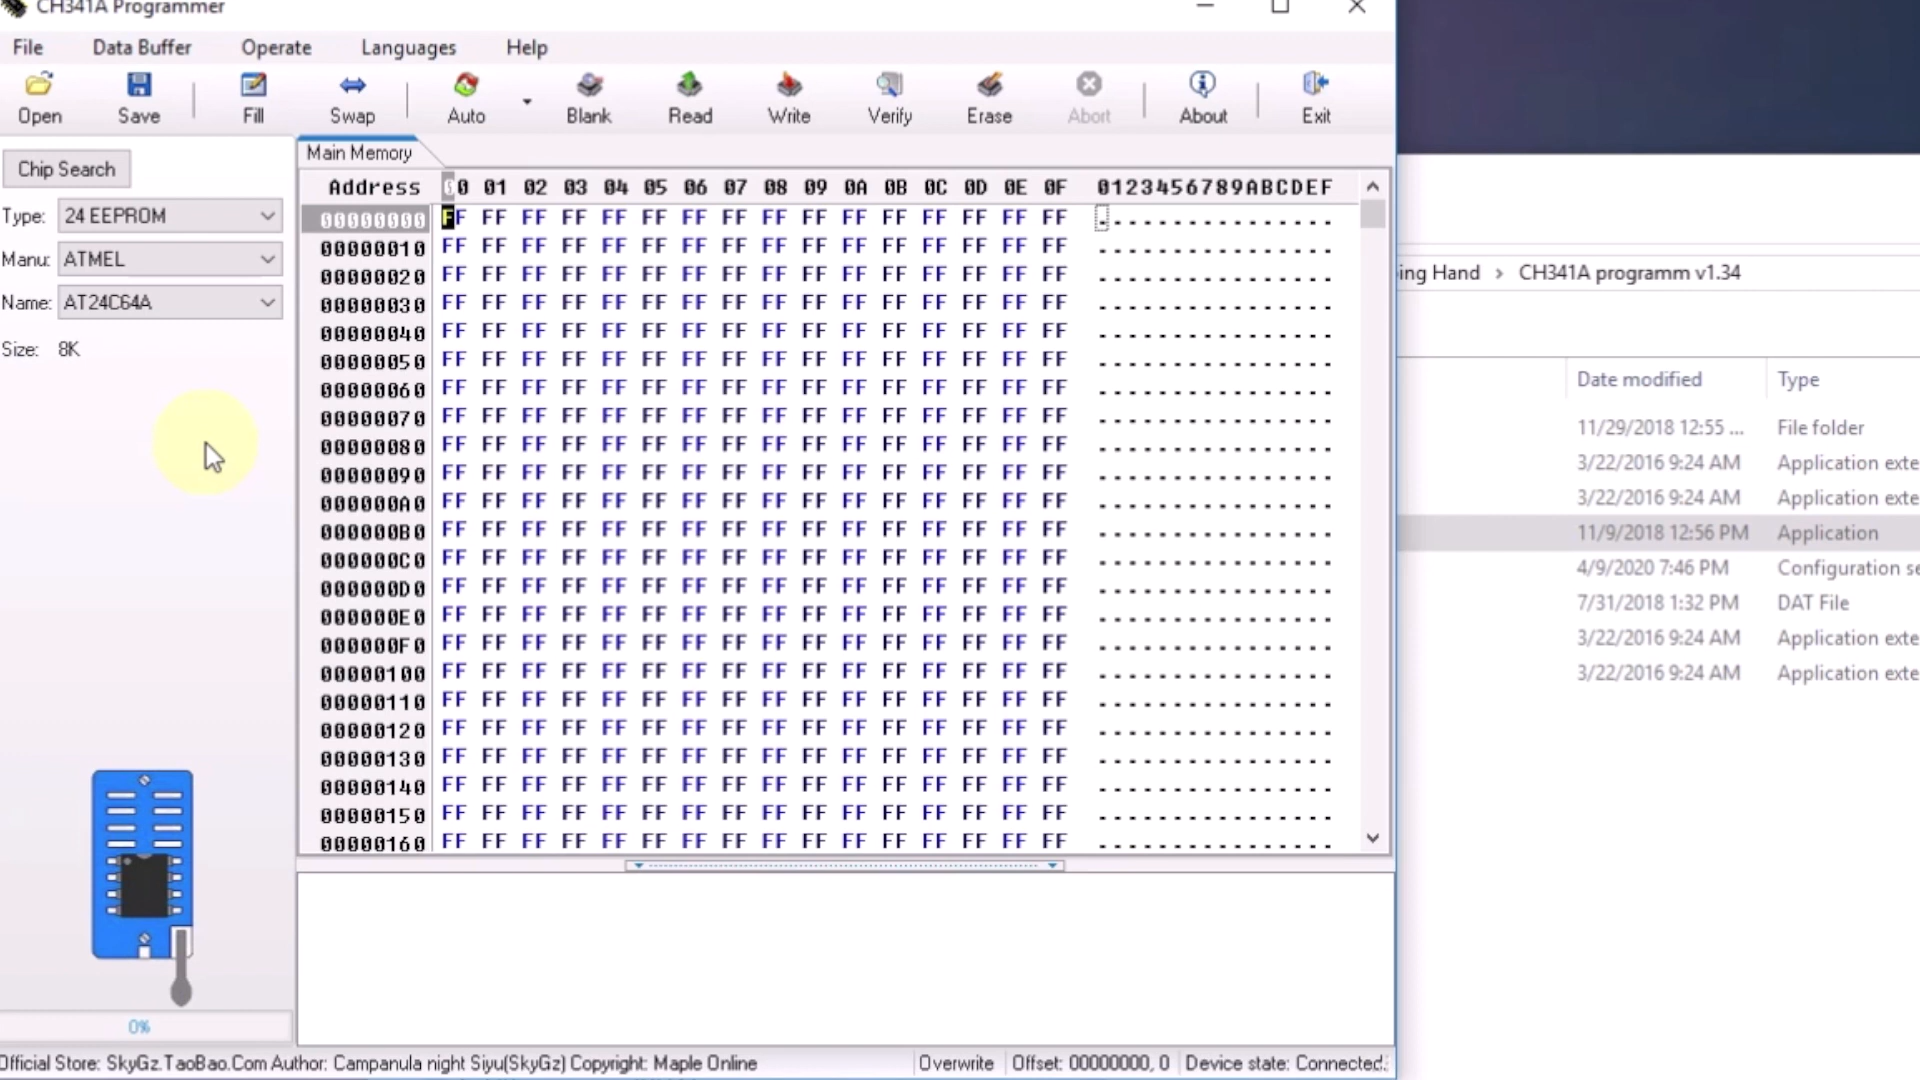 CH341A Programmer
File Data Buffer Operate Languages Help
Open Save Fill Swap Auto Blank Read Write Verify Erase Abort About Exit
Chip Search
Type: 24 EEPROM
Manu: ATMEL
Name: AT24C64A
Size: 8K
Main Memory
Address 00 01 02 03 04 05 06 07 08 09 0A 0B 0C 0D 0E 0F 0123456789ABCDEF
00000000 FF FF FF FF FF FF FF FF FF FF FF FF FF FF FF FF ................
00000010 FF FF FF FF FF FF FF FF FF FF FF FF FF FF FF FF ................
00000020 FF FF FF FF FF FF FF FF FF FF FF FF FF FF FF FF ................
00000030 FF FF FF FF FF FF FF FF FF FF FF FF FF FF FF FF ................
00000040 FF FF FF FF FF FF FF FF FF FF FF FF FF FF FF FF ................
00000050 FF FF FF FF FF FF FF FF FF FF FF FF FF FF FF FF ................
00000060 FF FF FF FF FF FF FF FF FF FF FF FF FF FF FF FF ................
00000070 FF FF FF FF FF FF FF FF FF FF FF FF FF FF FF FF ................
00000080 FF FF FF FF FF FF FF FF FF FF FF FF FF FF FF FF ................
00000090 FF FF FF FF FF FF FF FF FF FF FF FF FF FF FF FF ................
000000A0 FF FF FF FF FF FF FF FF FF FF FF FF FF FF FF FF ................
000000B0 FF FF FF FF FF FF FF FF FF FF FF FF FF FF FF FF ................
000000C0 FF FF FF FF FF FF FF FF FF FF FF FF FF FF FF FF ................
000000D0 FF FF FF FF FF FF FF FF FF FF FF FF FF FF FF FF ................
000000E0 FF FF FF FF FF FF FF FF FF FF FF FF FF FF FF FF ................
000000F0 FF FF FF FF FF FF FF FF FF FF FF FF FF FF FF FF ................
00000100 FF FF FF FF FF FF FF FF FF FF FF FF FF FF FF FF ................
00000110 FF FF FF FF FF FF FF FF FF FF FF FF FF FF FF FF ................
00000120 FF FF FF FF FF FF FF FF FF FF FF FF FF FF FF FF ................
00000130 FF FF FF FF FF FF FF FF FF FF FF FF FF FF FF FF ................
00000140 FF FF FF FF FF FF FF FF FF FF FF FF FF FF FF FF ................
00000150 FF FF FF FF FF FF FF FF FF FF FF FF FF FF FF FF ................
00000160 FF FF FF FF FF FF FF FF FF FF FF FF FF FF FF FF ................
0%
Official Store: SkyGz.TaoBao.Com Author: Campanula night Siyu(SkyGz) Copyright: Maple Online Overwrite Offset: 00000000, 0 Device state: Connected.
ing Hand › CH341A programm v1.34
Date modified Type
11/29/2018 12:55 ... File folder
3/22/2016 9:24 AM Application exte
3/22/2016 9:24 AM Application exte
11/9/2018 12:56 PM Application
4/9/2020 7:46 PM Configuration se
7/31/2018 1:32 PM DAT File
3/22/2016 9:24 AM Application exte
3/22/2016 9:24 AM Application exte